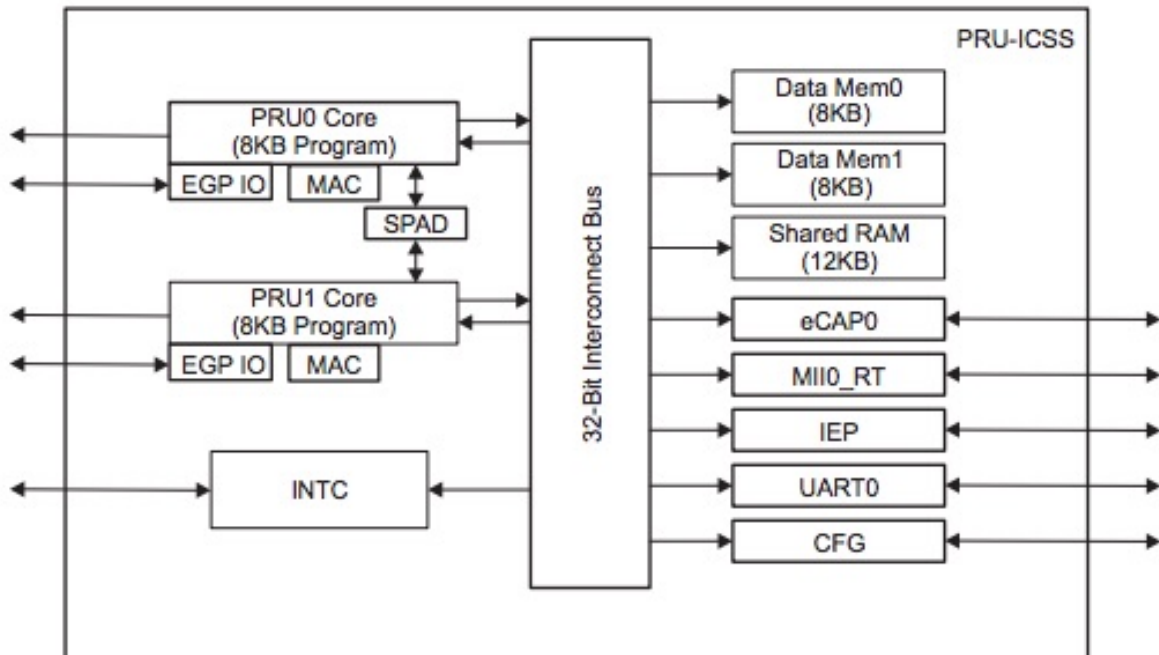 PRU-ICSS
PRU0 Core
(8KB Program)
EGP IO
MAC
SPAD
PRU1 Core
(8KB Program)
EGP IO
MAC
INTC
32-Bit Interconnect Bus
Data Mem0
(8KB)
Data Mem1
(8KB)
Shared RAM
(12KB)
eCAP0
MII0_RT
IEP
UART0
CFG